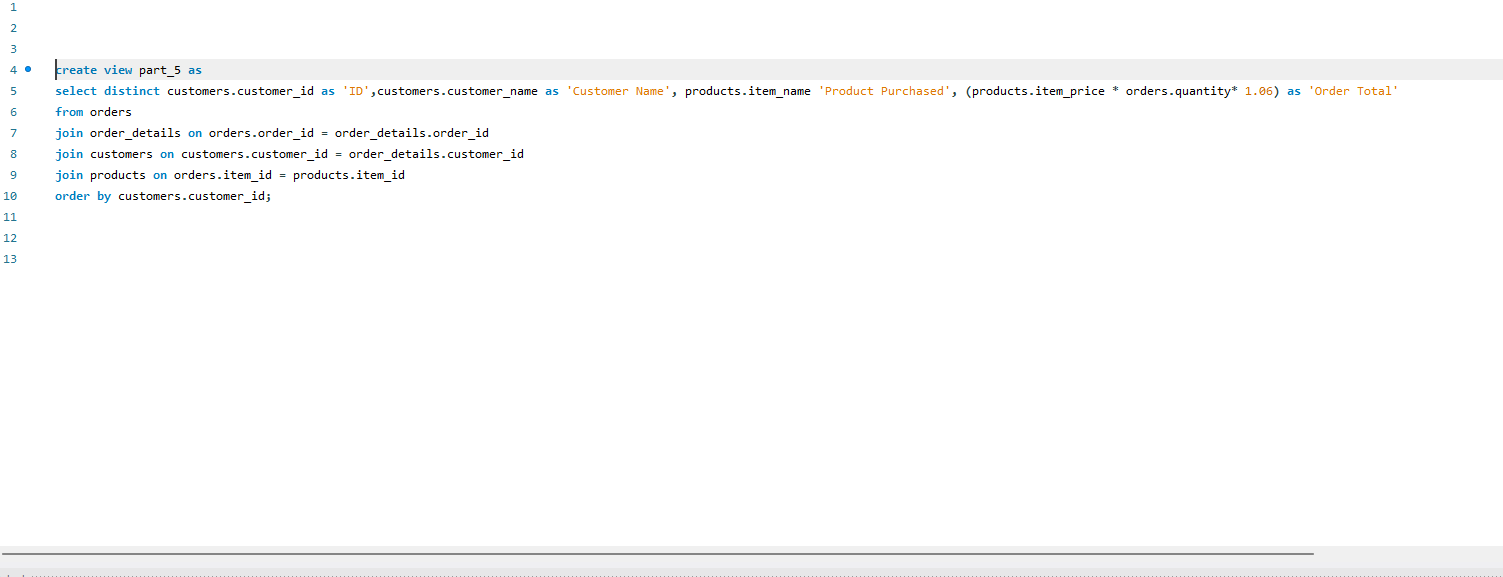 1
2
3
4 create view part_5 as
5 select distinct customers.customer_id as 'ID',customers.customer_name as 'Customer Name', products.item_name 'Product Purchased', (products.item_price * orders.quantity* 1.06) as 'Order Total'
6 from orders
7 join order_details on orders.order_id = order_details.order_id
8 join customers on customers.customer_id = order_details.customer_id
9 join products on orders.item_id = products.item_id
10 order by customers.customer_id;
11
12
13